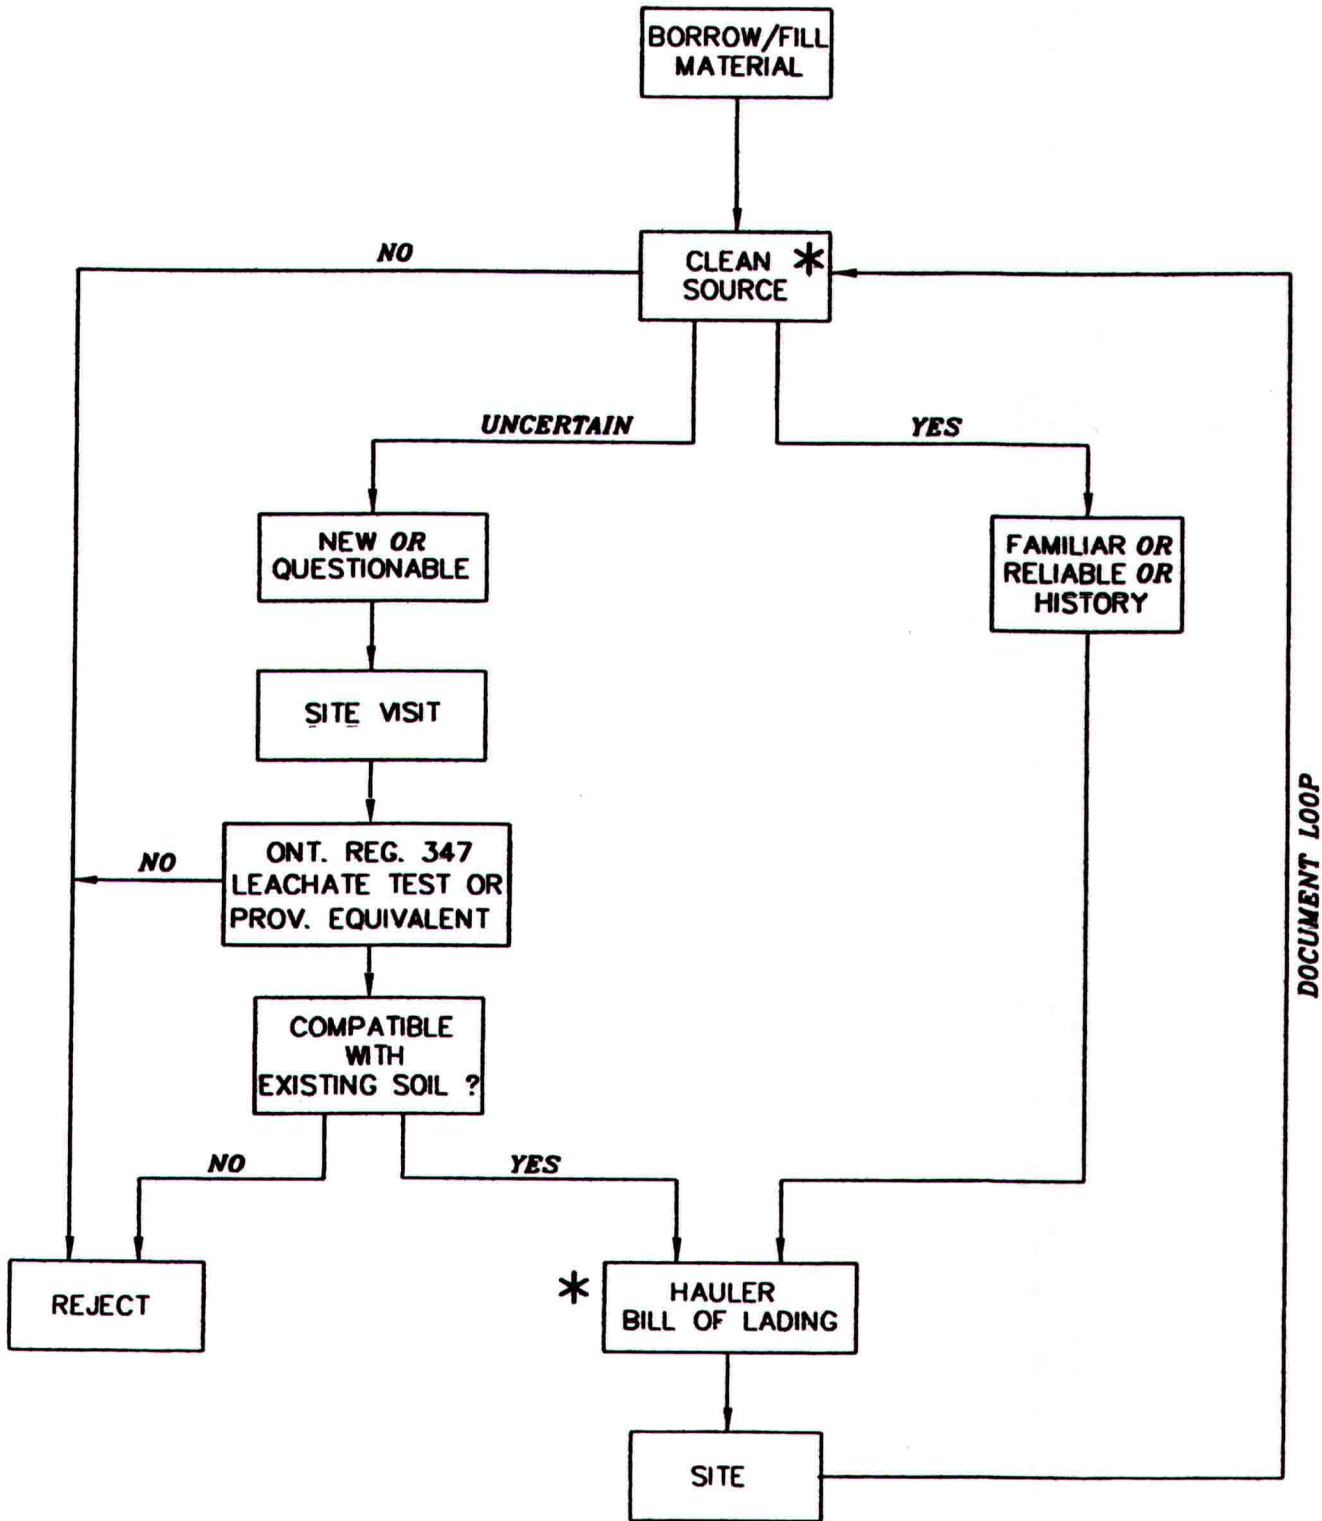 BORROW/FILL
MATERIAL
NO
CLEAN *
SOURCE
UNCERTAIN
YES
NEW OR
QUESTIONABLE
FAMILIAR OR
RELIABLE OR
HISTORY
SITE VISIT
DOCUMENT LOOP
NO
ONT. REG. 347
LEACHATE TEST OR
PROV. EQUIVALENT
COMPATIBLE
WITH
EXISTING SOIL ?
NO
YES
REJECT
* HAULER
BILL OF LADING
SITE